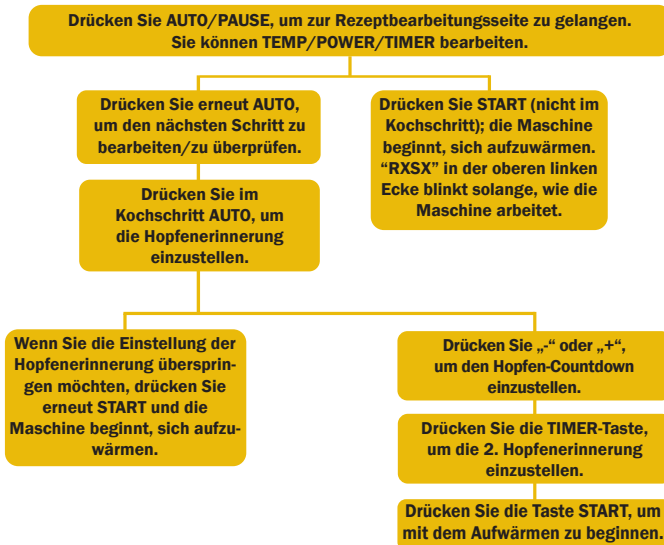 Drücken Sie AUTO/PAUSE, um zur Rezeptbearbeitungsseite zu gelangen.
Sie können TEMP/POWER/TIMER bearbeiten.
Drücken Sie erneut AUTO,
um den nächsten Schritt zu
bearbeiten/zu überprüfen.
Drücken Sie START (nicht im
Kochschritt); die Maschine
beginnt, sich aufzuwärmen.
“RXSX” in der oberen linken
Ecke blinkt solange, wie die
Maschine arbeitet.
Drücken Sie im
Kochschritt AUTO, um
die Hopfenerinnerung
einzustellen.
Wenn Sie die Einstellung der
Hopfenerinnerung übersprin-
gen möchten, drücken Sie
erneut START und die
Maschine beginnt, sich aufzu-
wärmen.
Drücken Sie „-“ oder „+“,
um den Hopfen-Countdown
einzustellen.
Drücken Sie die TIMER-Taste,
um die 2. Hopfenerinnerung
einzustellen.
Drücken Sie die Taste START, um
mit dem Aufwärmen zu beginnen.